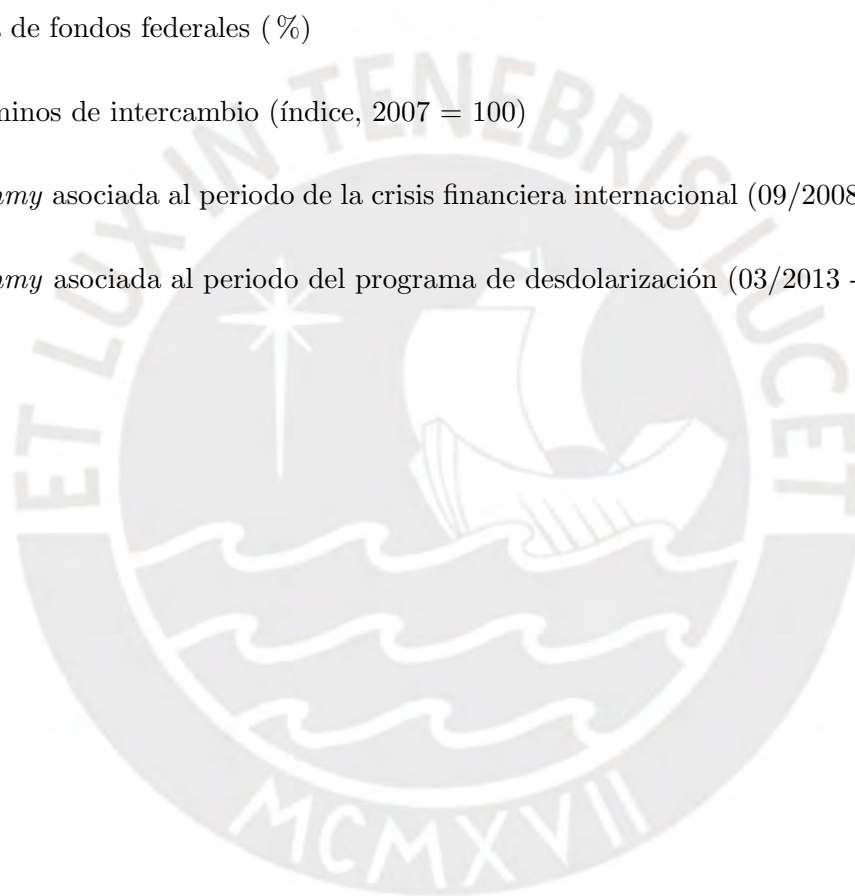 de fondos federales ( %)
minos de intercambio (índice, 2007 = 100)
my asociada al periodo de la crisis financiera internacional (09/2008
my asociada al periodo del programa de desdolarización (03/2013 -
ET LUX IN TENEBRIS LUCET
MCMXVII